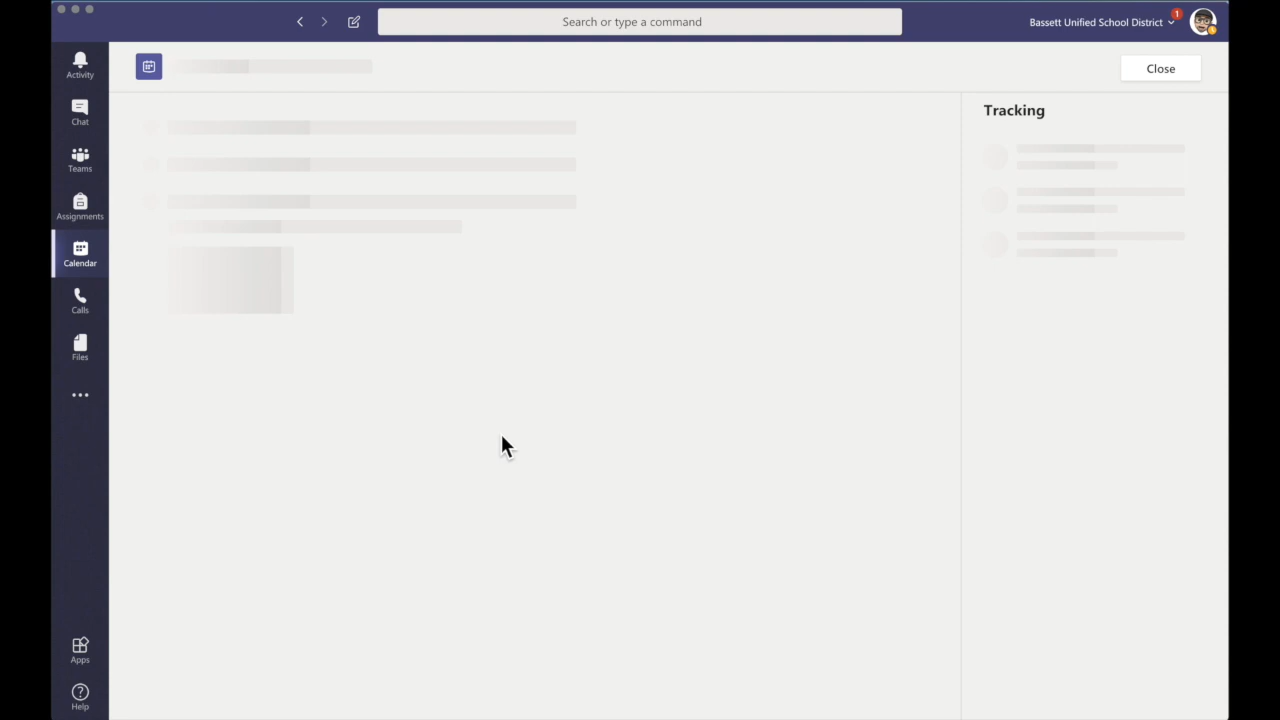 Search or type a command
Bassett Unified School District
1
Activity
Chat
Teams
Assignments
Calendar
Calls
Files
Apps
Help
Close
Tracking